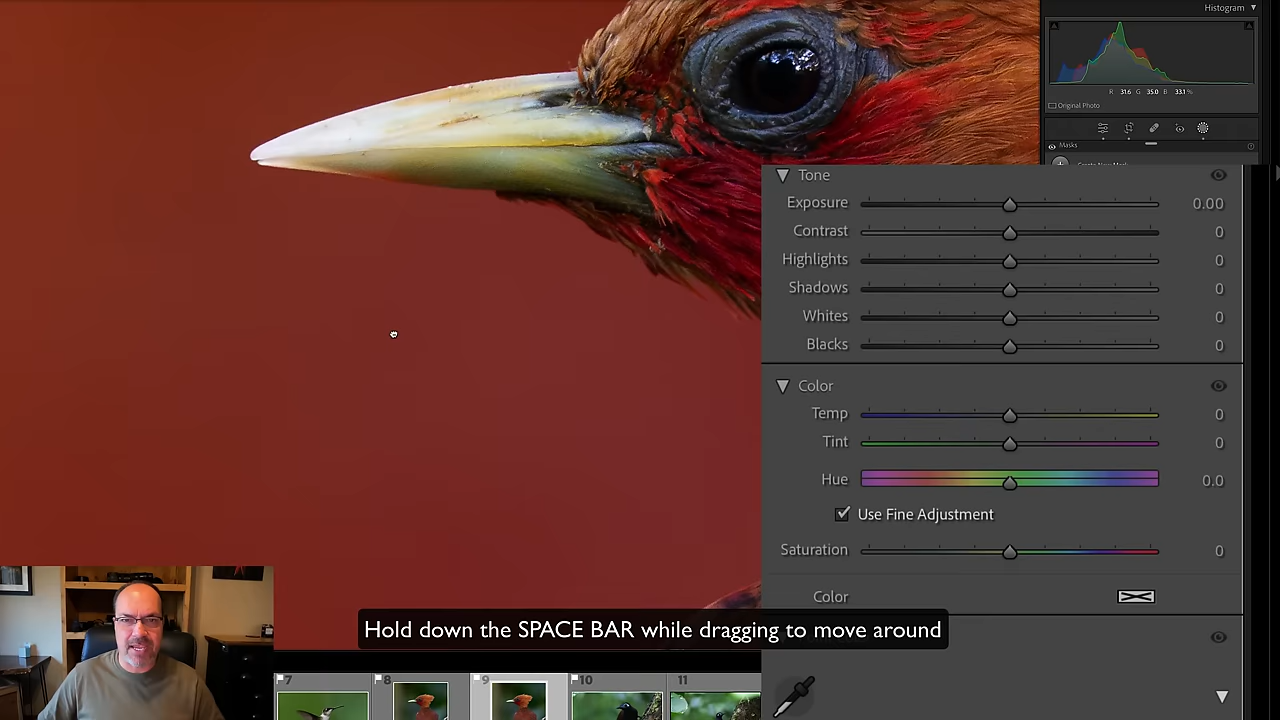 Histogram
R 31.6 G 35.0 B 33.1 %
Original Photo
Masks
Tone
Exposure 0.00
Contrast 0
Highlights 0
Shadows 0
Whites 0
Blacks 0
Color
Temp 0
Tint 0
Hue 0.0
Use Fine Adjustment
Saturation 0
Color
Hold down the SPACE BAR while dragging to move around
7 8 9 10 11